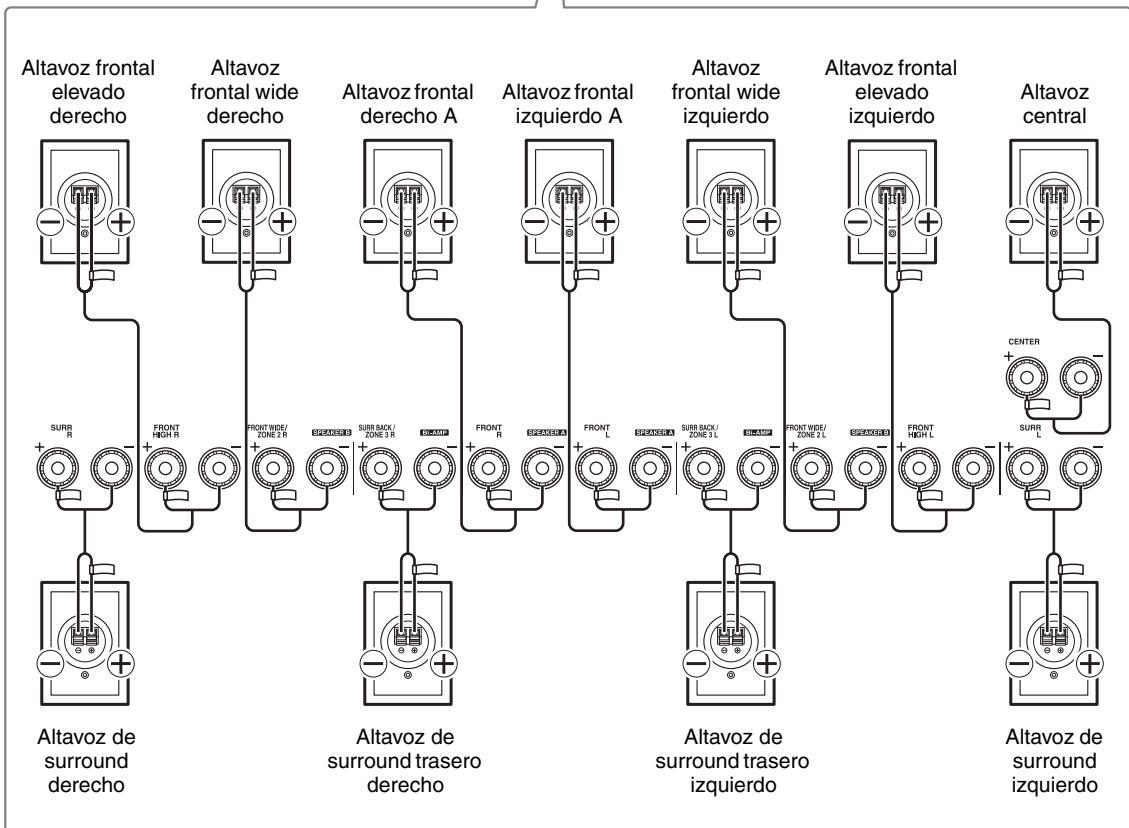 Altavoz frontal
elevado
derecho
Altavoz
frontal wide
derecho
Altavoz frontal
derecho A
Altavoz frontal
izquierdo A
Altavoz
frontal wide
izquierdo
Altavoz frontal
elevado
izquierdo
Altavoz
central
− +
− +
− +
− +
− +
− +
− +
CENTER
+ −
SURR
R
+ −
FRONT
HIGH R
+ −
FRONT WIDE/
ZONE 2 R
SPEAKER B
+ −
SURR BACK /
ZONE 3 R
BI-AMP
+ −
FRONT
R
SPEAKER A
+ −
FRONT
L
SPEAKER A
+ −
SURR BACK /
ZONE 3 L
BI-AMP
+ −
FRONT WIDE/
ZONE 2 L
SPEAKER B
+ −
FRONT
HIGH L
+ −
SURR
L
+ −
− +
− +
− +
− +
Altavoz de
surround
derecho
Altavoz de
surround trasero
derecho
Altavoz de
surround trasero
izquierdo
Altavoz de
surround
izquierdo